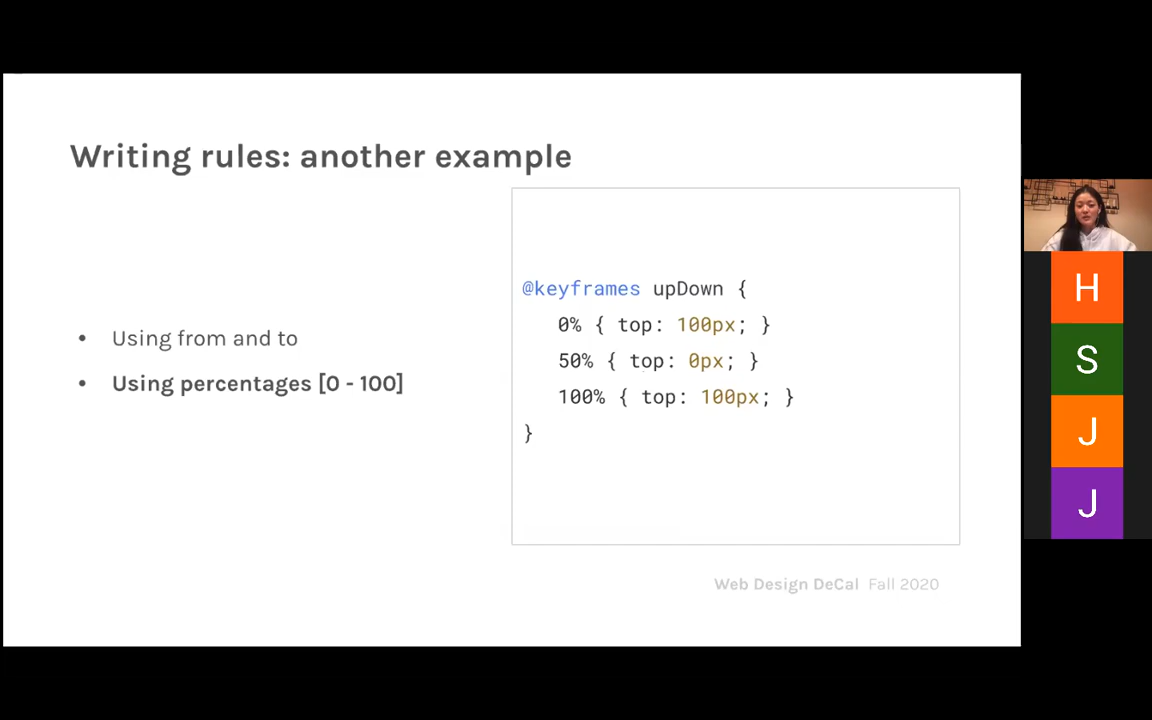 Writing rules: another example
• Using from and to
• Using percentages [0 - 100]
@keyframes upDown {
0% { top: 100px; }
50% { top: 0px; }
100% { top: 100px; }
}
Web Design DeCal Fall 2020
H
S
J
J